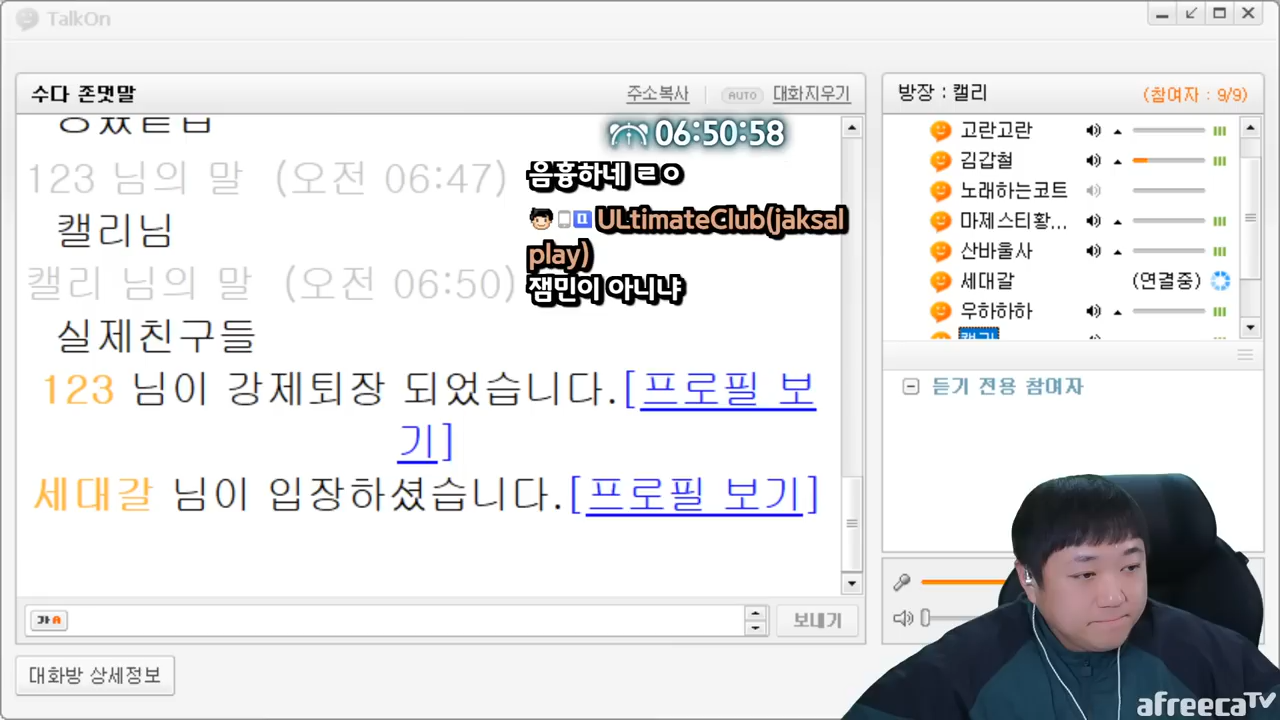 TalkOn
수다 존멋말
주소복사
AUTO
대화지우기
06:50:58
123 님의 말 (오전 06:47)
캘리님
캘리 님의 말 (오전 06:50)
실제친구들
123 님이 강제퇴장 되었습니다.[프로필 보
기]
세대갈 님이 입장하셨습니다.[프로필 보기]
음흉하네 ㄹㅇ
ULtimateClub(jaksal
play)
잼민이 아니냐
가A
보내기
대화방 상세정보
방장 : 캘리
(참여자 : 9/9)
고란고란
김갑철
노래하는코트
마제스티황...
산바울사
세대갈 (연결중)
우하하하
캘리
듣기 전용 참여자
afreecaTV